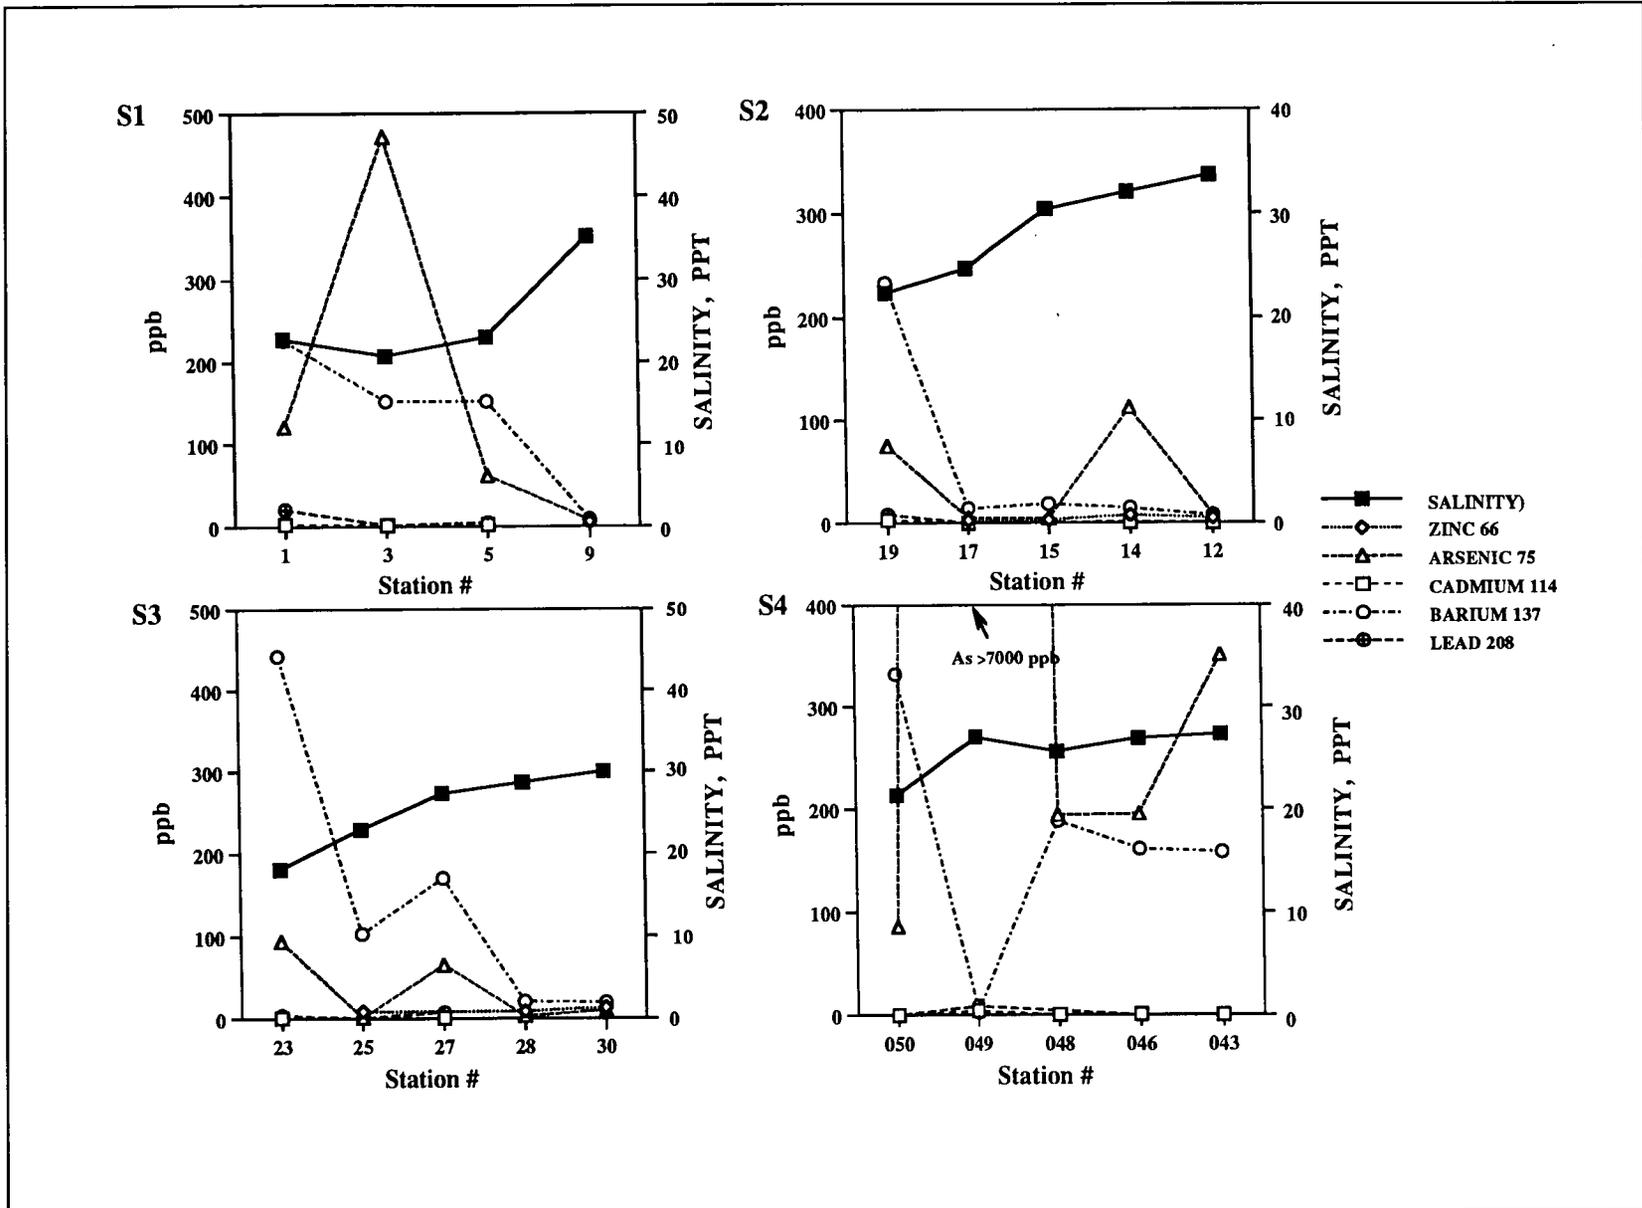 S1
500
400
300
200
100
0
ppb
50
40
30
20
10
0
SALINITY, PPT
1 3 5 9
Station #
S2
400
300
200
100
0
ppb
40
30
20
10
0
SALINITY, PPT
19 17 15 14 12
Station #
SALINITY)
ZINC 66
ARSENIC 75
CADMIUM 114
BARIUM 137
LEAD 208
S3
500
400
300
200
100
0
ppb
50
40
30
20
10
0
SALINITY, PPT
23 25 27 28 30
Station #
S4
400
300
200
100
0
ppb
As >7000 ppb
40
30
20
10
0
SALINITY, PPT
050 049 048 046 043
Station #